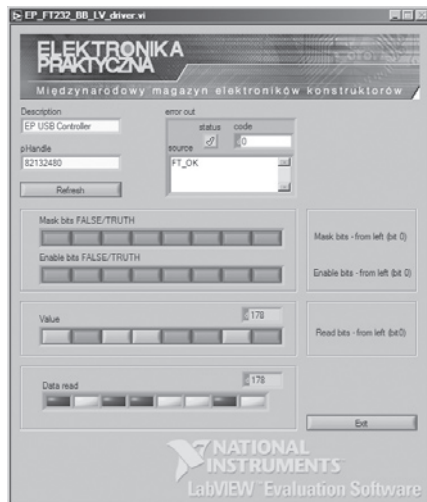 EP_FT232_BB_LV_driver.vi
ELEKTRONIKA
PRAKTYCZNA
Międzynarodowy magazyn elektroników konstruktorów
Description
EP USB Controller
pHandle
82132480
Refresh
error out
status
code
0
source
FT_OK
Mask bits FALSE/TRUTH
Enable bits FALSE/TRUTH
Mask bits - from left (bit 0)
Enable bits - from left (bit 0)
Value
178
Read bits - from left (bit0)
Data read
178
Exit
NATIONAL
INSTRUMENTS
LabVIEW Evaluation Software